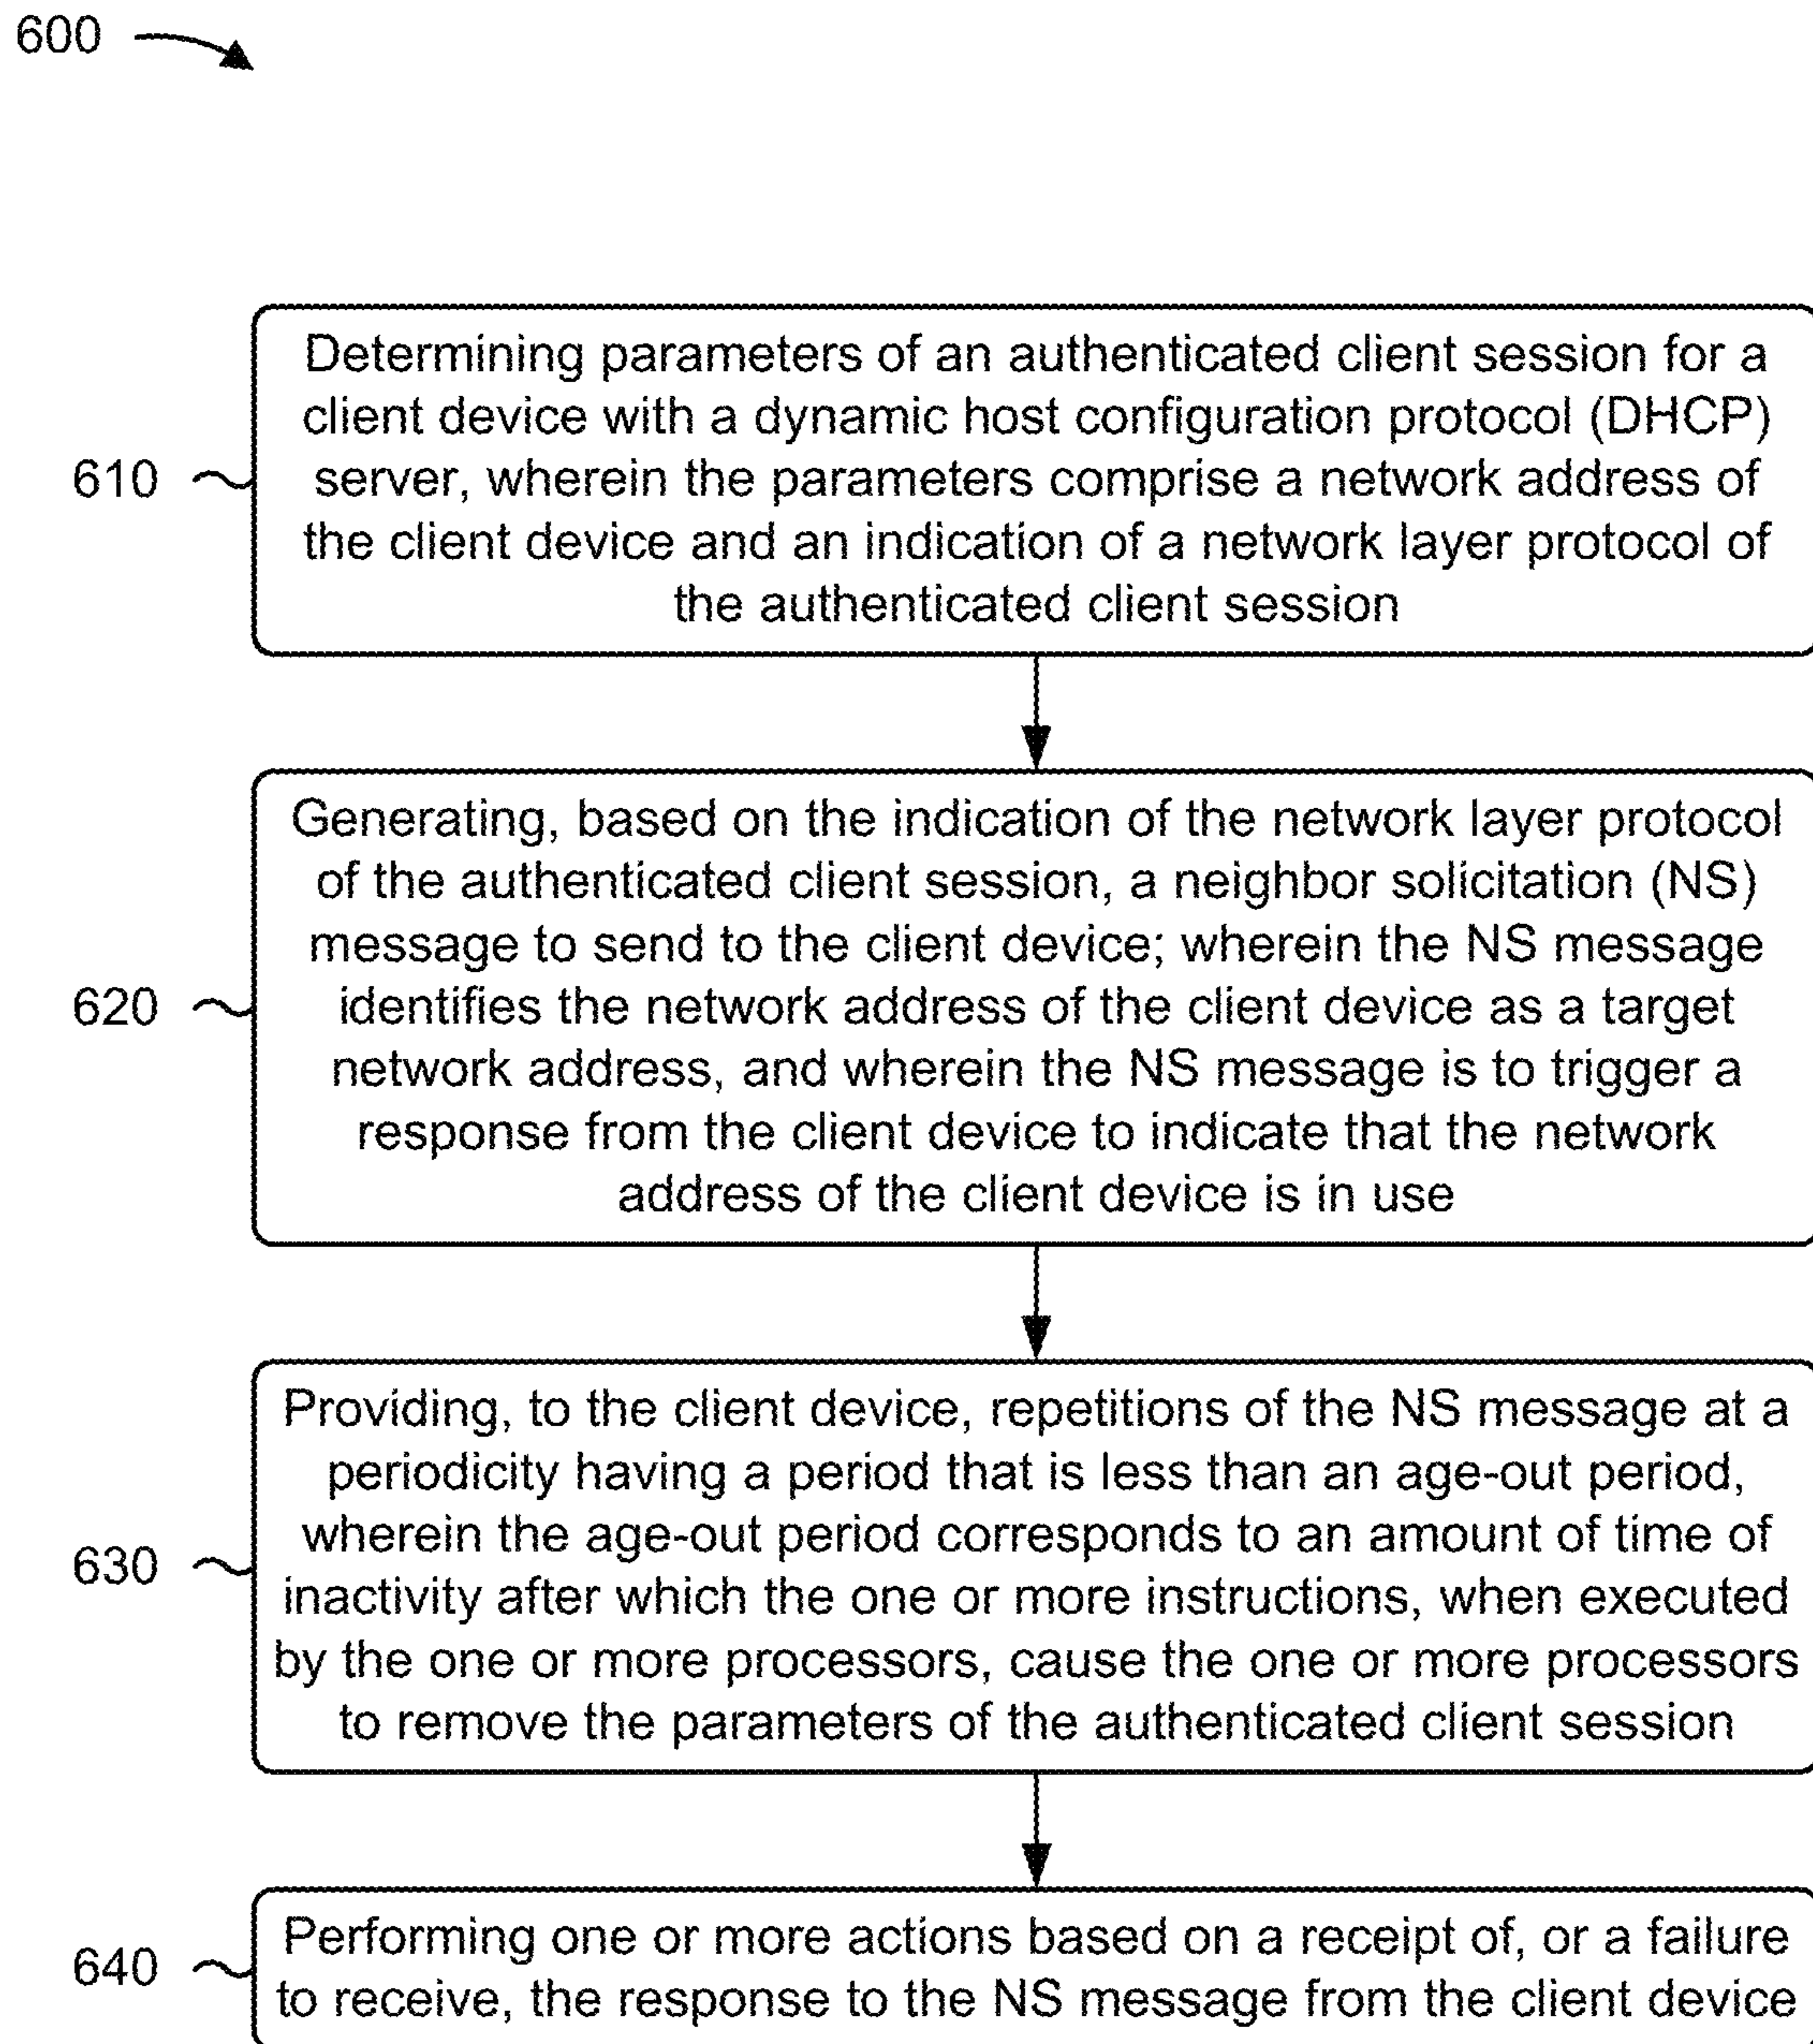 600
Determining parameters of an authenticated client session for a
client device with a dynamic host configuration protocol (DHCP)
610
server, wherein the parameters comprise a network address of
the client device and an indication of a network layer protocol of
the authenticated client session
Generating, based on the indication of the network layer protocol
of the authenticated client session, a neighbor solicitation (NS)
message to send to the client device; wherein the NS message
620
identifies the network address of the client device as a target
network address, and wherein the NS message is to trigger a
response from the client device to indicate that the network
address of the client device is in use
Providing, to the client device, repetitions of the NS message at a
periodicity having a period that is less than an age-out period,
wherein the age-out period corresponds to an amount of time of
630
inactivity after which the one or more instructions, when executed
by the one or more processors, cause the one or more processors
to remove the parameters of the authenticated client session
640
Performing one or more actions based on a receipt of, or a failure
to receive, the response to the NS message from the client device